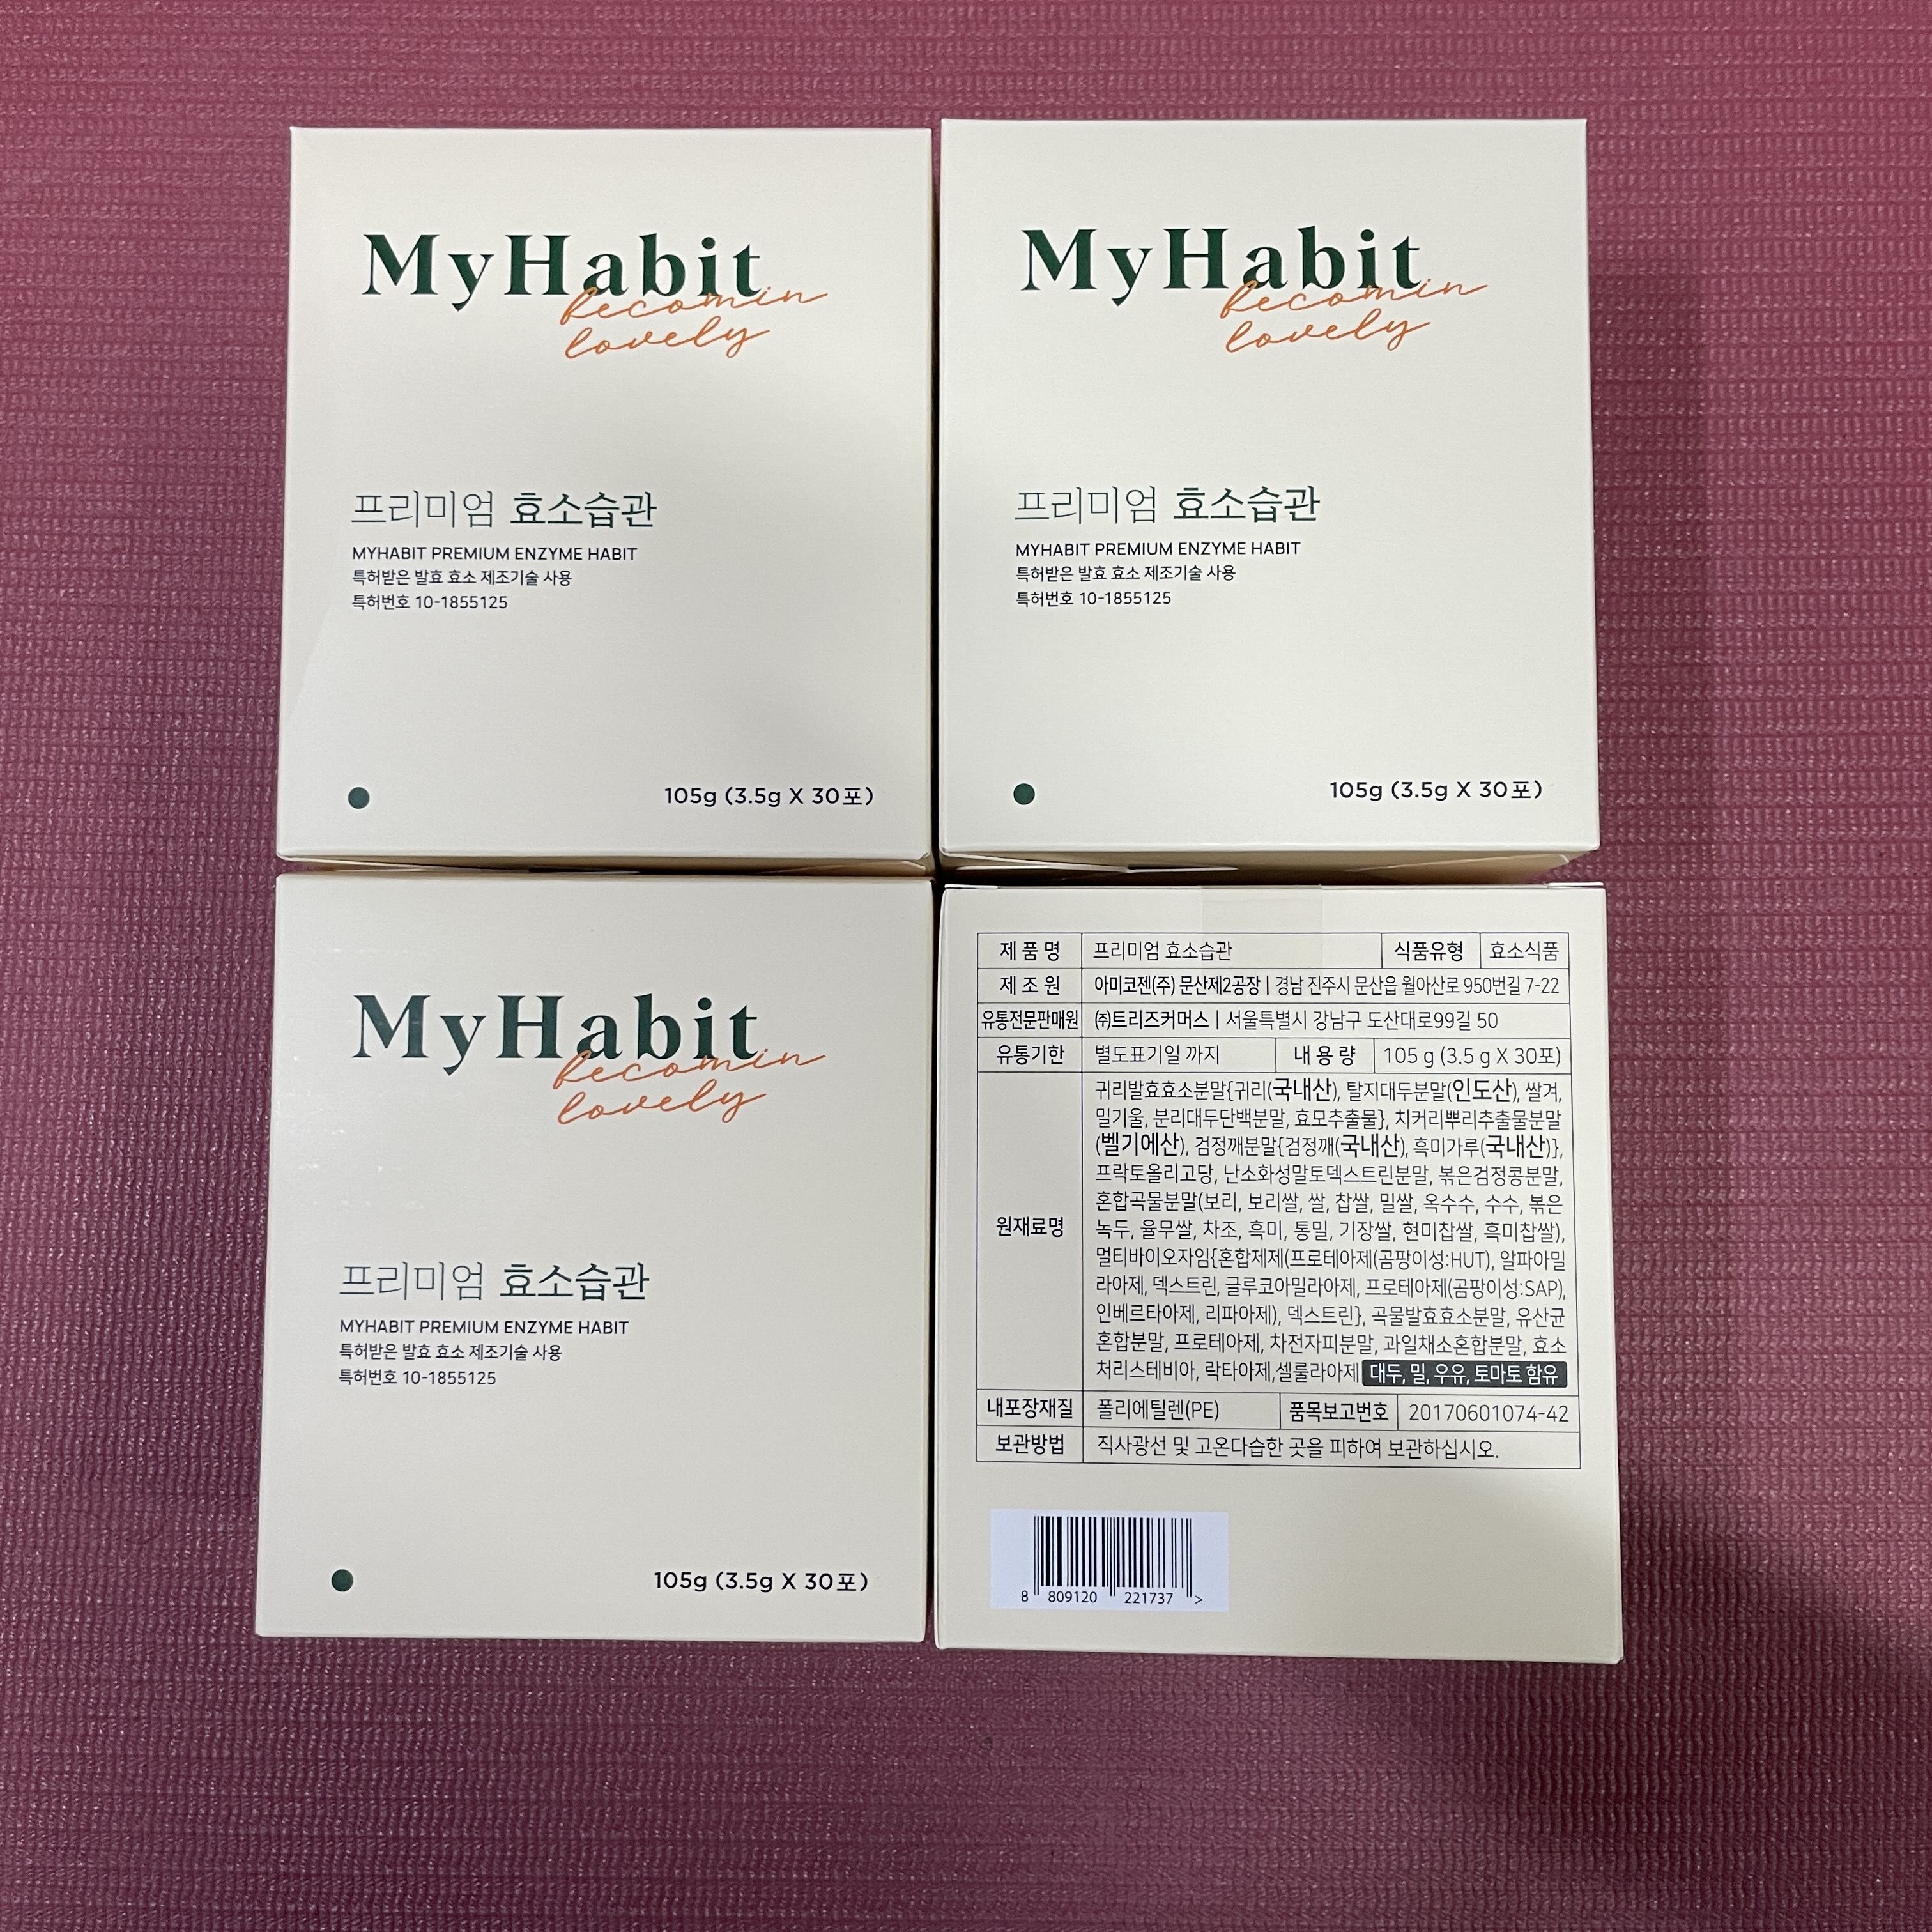 MyHabit
becomin
lovely
프리미엄 효소습관
MYHABIT PREMIUM ENZYME HABIT
특허받은 발효 효소 제조기술 사용
특허번호 10-1855125
105g (3.5g X 30포)
MyHabit
becomin
lovely
프리미엄 효소습관
MYHABIT PREMIUM ENZYME HABIT
특허받은 발효 효소 제조기술 사용
특허번호 10-1855125
105g (3.5g X 30포)
MyHabit
becomin
lovely
프리미엄 효소습관
MYHABIT PREMIUM ENZYME HABIT
특허받은 발효 효소 제조기술 사용
특허번호 10-1855125
105g (3.5g X 30포)
제 품 명 프리미엄 효소습관 식품유형 효소식품
제 조 원 아미코젠(주) 문산제2공장 | 경남 진주시 문산읍 월아산로 950번길 7-22
유통전문판매원 ㈜트리즈커머스 | 서울특별시 강남구 도산대로99길 50
유통기한 별도표기일 까지 내 용 량 105 g (3.5 g X 30포)
원재료명
귀리발효효소분말{귀리(국내산), 탈지대두분말(인도산), 쌀겨,
밀기울, 분리대두단백분말, 효모추출물}, 치커리뿌리추출물분말
(벨기에산), 검정깨분말{검정깨(국내산), 흑미가루(국내산)},
프락토올리고당, 난소화성말토덱스트린분말, 볶은검정콩분말,
혼합곡물분말(보리, 보리쌀, 쌀, 찹쌀, 밀쌀, 옥수수, 수수, 볶은
녹두, 율무쌀, 차조, 흑미, 통밀, 기장쌀, 현미찹쌀, 흑미찹쌀),
멀티바이오자임{혼합제제(프로테아제(곰팡이성:HUT), 알파아밀
라아제, 덱스트린, 글루코아밀라아제, 프로테아제(곰팡이성:SAP),
인베르타아제, 리파아제), 덱스트린}, 곡물발효효소분말, 유산균
혼합분말, 프로테아제, 차전자피분말, 과일채소혼합분말, 효소
처리스테비아, 락타아제,셀룰라아제 대두, 밀, 우유, 토마토 함유
내포장재질 폴리에틸렌(PE) 품목보고번호 20170601074-42
보관방법 직사광선 및 고온다습한 곳을 피하여 보관하십시오.
8 809120 221737 >